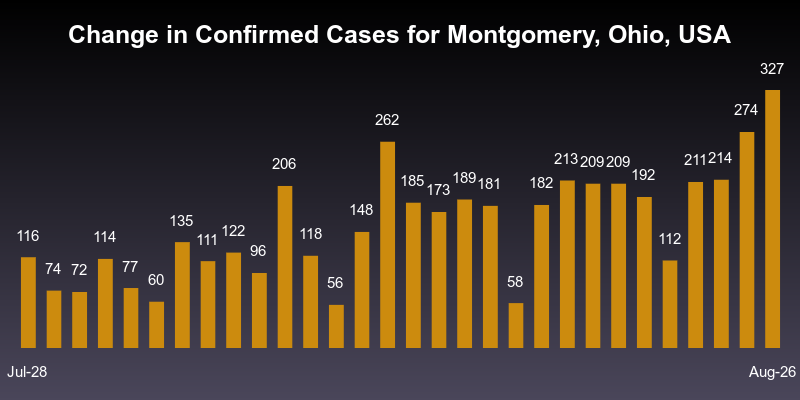 Change in Confirmed Cases for Montgomery, Ohio, USA
116 74 72 114 77 60 135 111 122 96 206 118 56 148 262 185 173 189 181 58 182 213 209 209 192 112 211 214 274 327
Jul-28 Aug-26